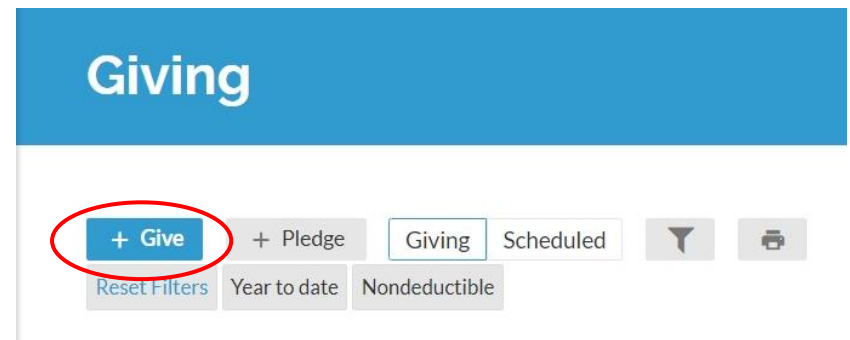 Giving
+ Give + Pledge Giving Scheduled
Reset Filters Year to date Nondeductible